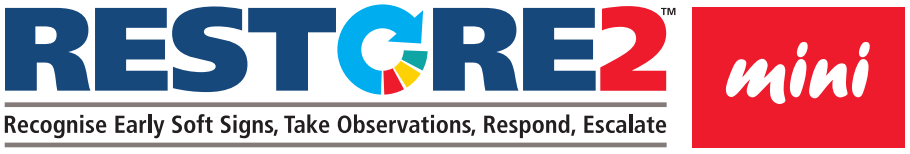 RESTORE2™
mini
Recognise Early Soft Signs, Take Observations, Respond, Escalate